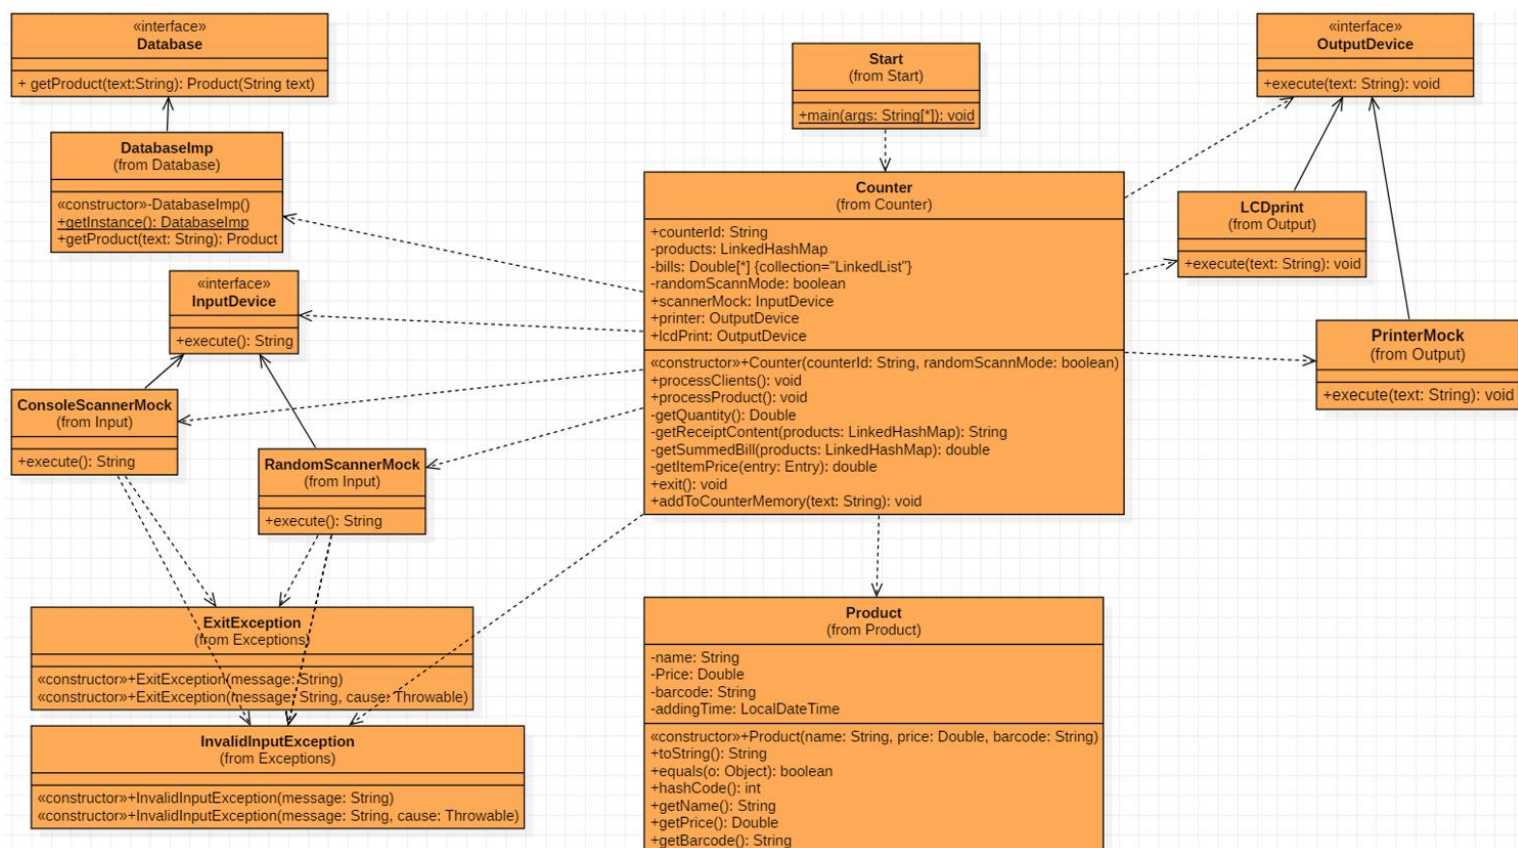 «interface»
Database
+ getProduct(text:String): Product(String text)
DatabaseImp
(from Database)
«constructor»-DatabaseImp()
+getInstance(): DatabaseImp
+getProduct(text: String): Product
«interface»
InputDevice
+execute(): String
ConsoleScannerMock
(from Input)
+execute(): String
RandomScannerMock
(from Input)
+execute(): String
ExitException
(from Exceptions)
«constructor»+ExitException(message: String)
«constructor»+ExitException(message: String, cause: Throwable)
InvalidInputException
(from Exceptions)
«constructor»+InvalidInputException(message: String)
«constructor»+InvalidInputException(message: String, cause: Throwable)
Start
(from Start)
+main(args: String[*]): void
Counter
(from Counter)
+counterId: String
-products: LinkedHashMap
-bills: Double[*] {collection="LinkedList"}
-randomScannMode: boolean
+scannerMock: InputDevice
+printer: OutputDevice
+lcdPrint: OutputDevice
«constructor»+Counter(counterId: String, randomScannMode: boolean)
+processClients(): void
+processProduct(): void
-getQuantity(): Double
-getReceiptContent(products: LinkedHashMap): String
-getSummedBill(products: LinkedHashMap): double
-getItemPrice(entry: Entry): double
+exit(): void
+addToCounterMemory(text: String): void
Product
(from Product)
-name: String
-Price: Double
-barcode: String
-addingTime: LocalDateTime
«constructor»+Product(name: String, price: Double, barcode: String)
+toString(): String
+equals(o: Object): boolean
+hashCode(): int
+getName(): String
+getPrice(): Double
+getBarcode(): String
«interface»
OutputDevice
+execute(text: String): void
LCDprint
(from Output)
+execute(text: String): void
PrinterMock
(from Output)
+execute(text: String): void